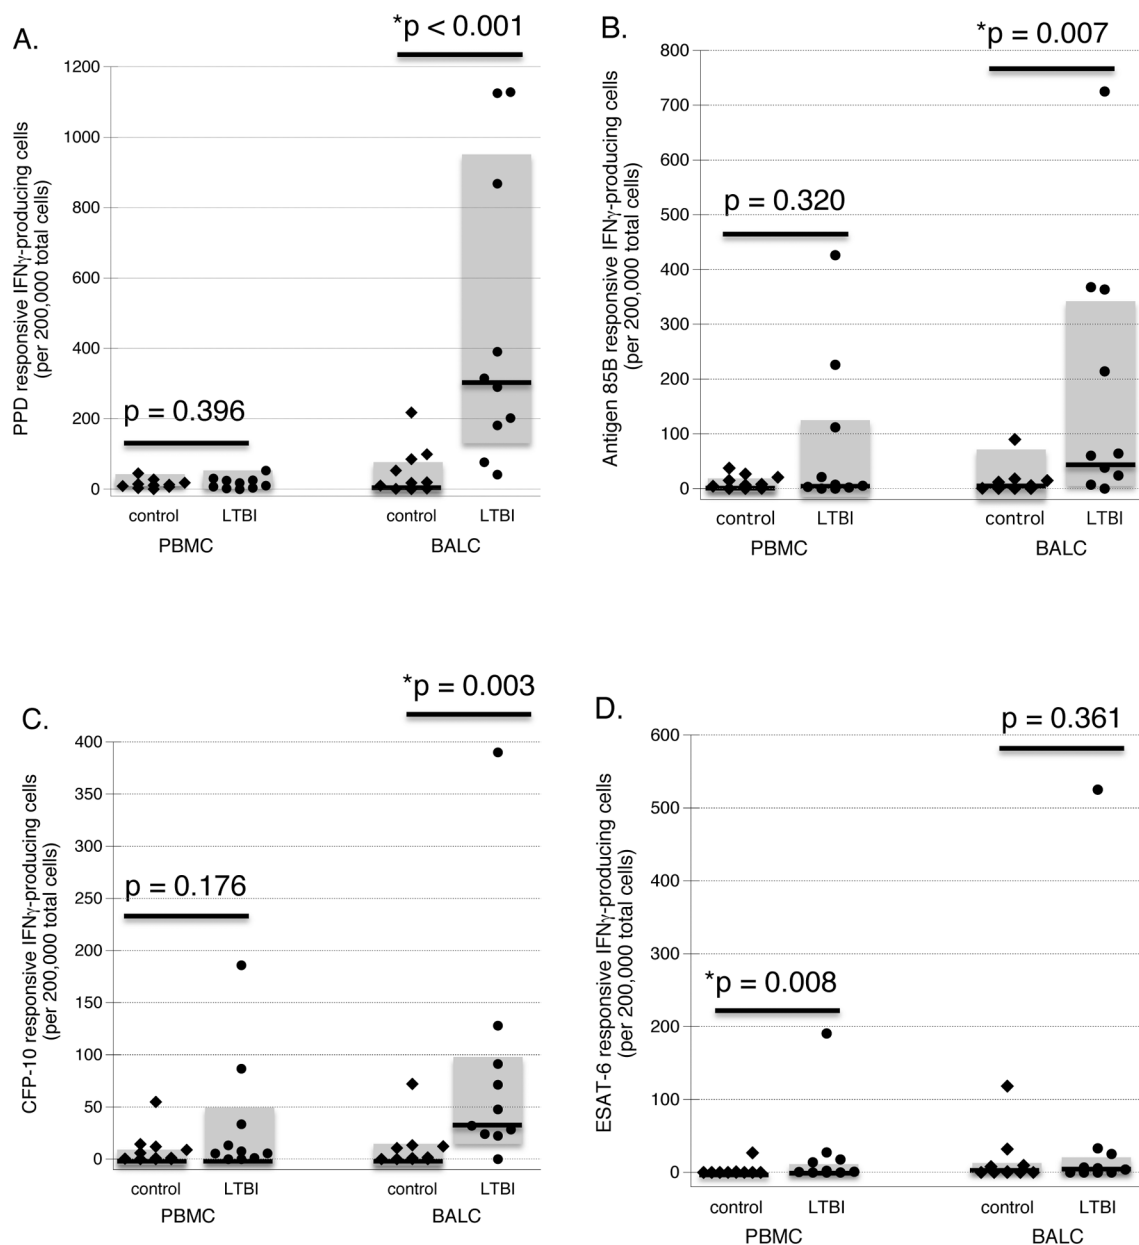 A.
*p < 0.001
PPD responsive IFNγ-producing cells
(per 200,000 total cells)
1200
1000
800
600
400
200
0
p = 0.396
control
LTBI
control
LTBI
PBMC
BALC
B.
*p = 0.007
Antigen 85B responsive IFNγ-producing cells
(per 200,000 total cells)
800
700
600
500
400
300
200
100
0
p = 0.320
control
LTBI
control
LTBI
PBMC
BALC
C.
*p = 0.003
CFP-10 responsive IFNγ-producing cells
(per 200,000 total cells)
400
350
300
250
200
150
100
50
0
p = 0.176
control
LTBI
control
LTBI
PBMC
BALC
D.
p = 0.361
ESAT-6 responsive IFNγ-producing cells
(per 200,000 total cells)
600
500
400
300
200
100
0
*p = 0.008
control
LTBI
control
LTBI
PBMC
BALC